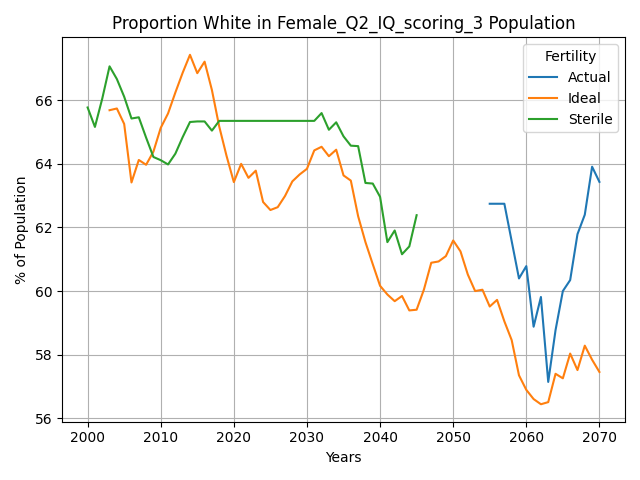 Proportion White in Female_Q2_IQ_scoring_3 Population
Fertility
Actual
Ideal
Sterile
% of Population
66
64
62
60
58
56
2000 2010 2020 2030 2040 2050 2060 2070
Years